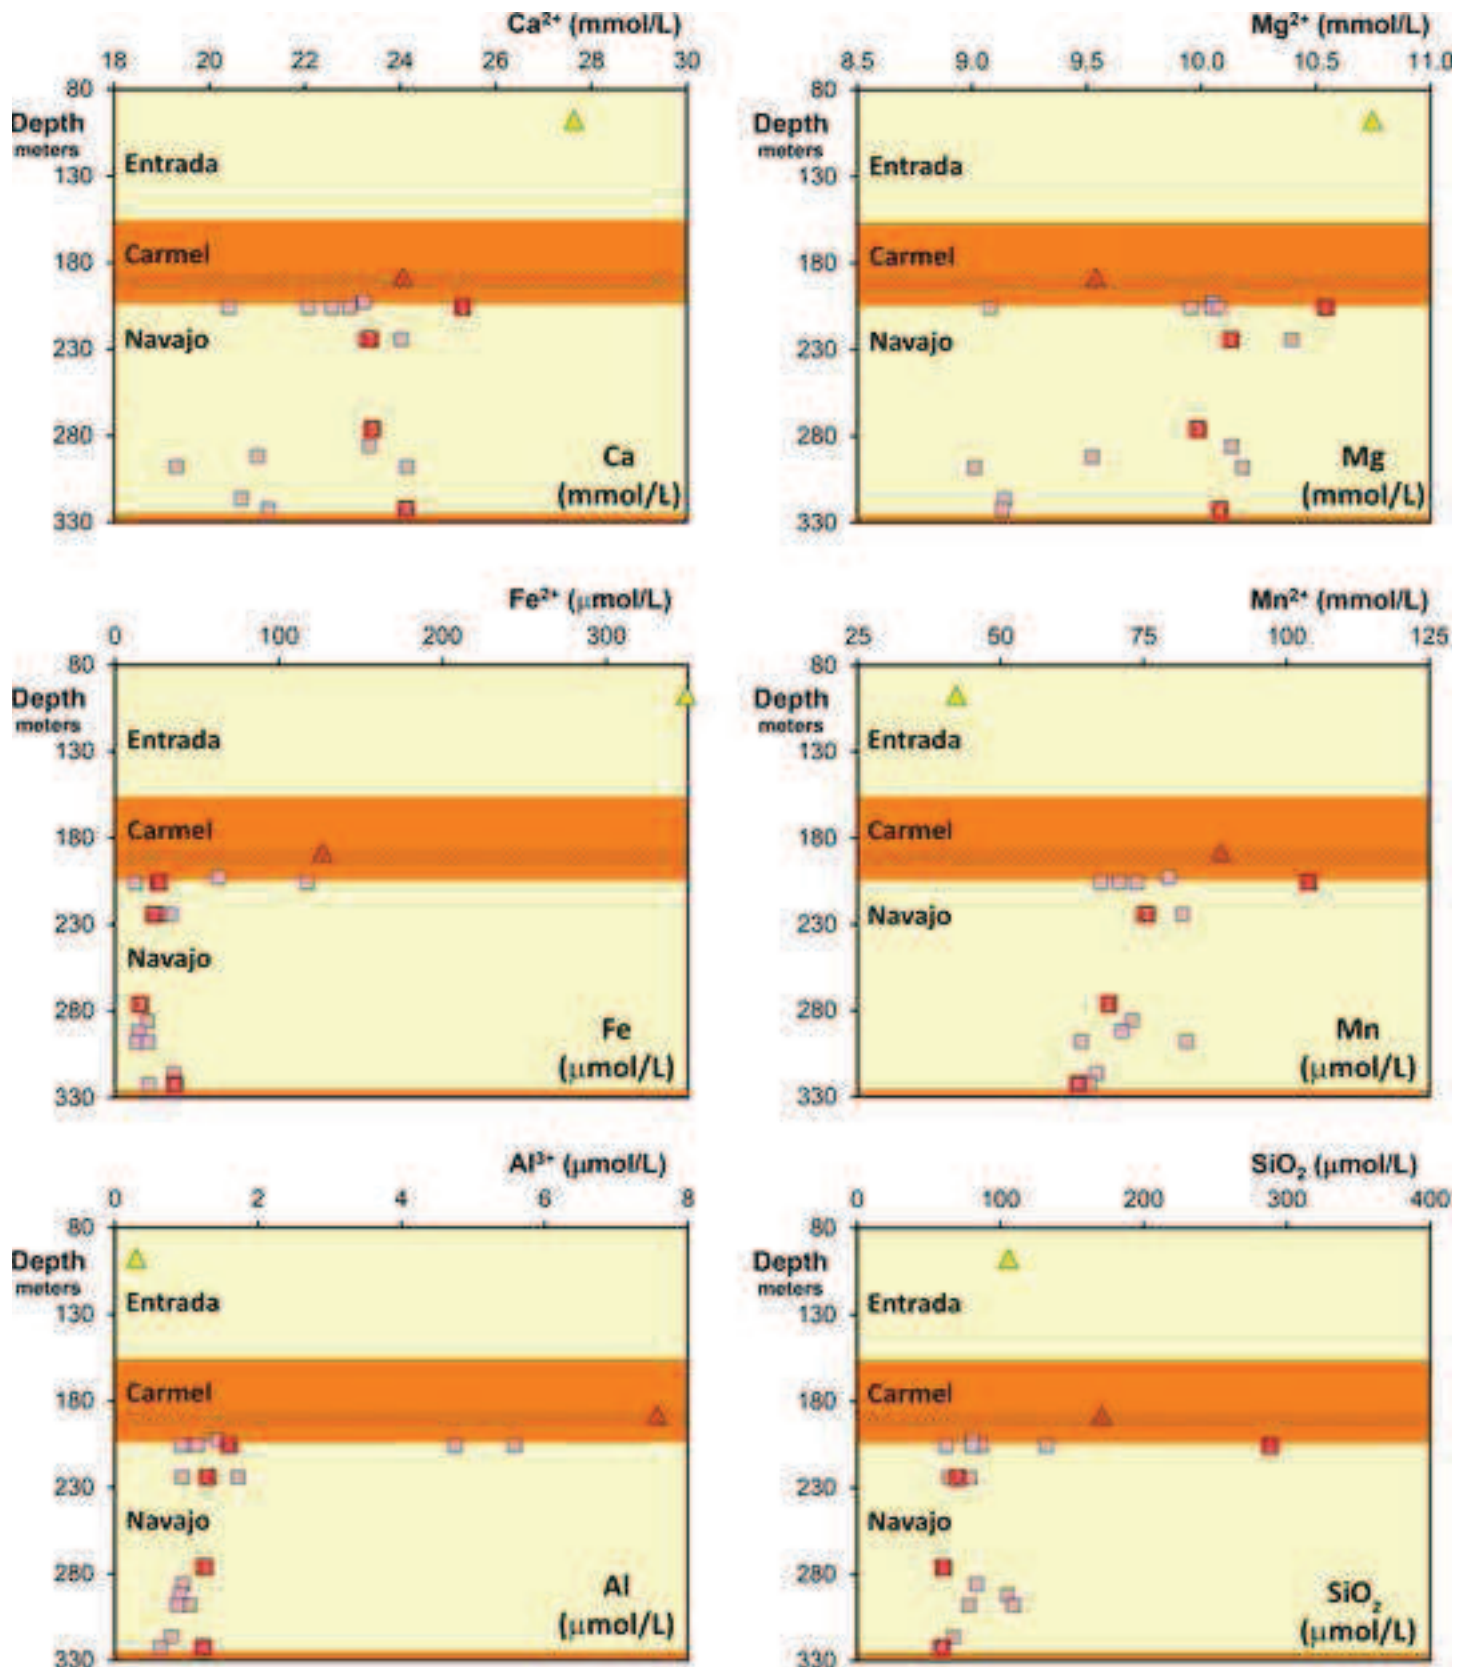 Ca²⁺ (mmol/L)
18 20 22 24 26 28 30
80
Depth
meters
130
180
230
280
330
Entrada
Carmel
Navajo
Ca
(mmol/L)
Mg²⁺ (mmol/L)
8.5 9.0 9.5 10.0 10.5 11.0
80
Depth
meters
130
180
230
280
330
Entrada
Carmel
Navajo
Mg
(mmol/L)
Fe²⁺ (μmol/L)
0 100 200 300
80
Depth
meters
130
180
230
280
330
Entrada
Carmel
Navajo
Fe
(μmol/L)
Mn²⁺ (mmol/L)
25 50 75 100 125
80
Depth
meters
130
180
230
280
330
Entrada
Carmel
Navajo
Mn
(μmol/L)
Al³⁺ (μmol/L)
0 2 4 6 8
80
Depth
meters
130
180
230
280
330
Entrada
Carmel
Navajo
Al
(μmol/L)
SiO₂ (μmol/L)
0 100 200 300 400
80
Depth
meters
130
180
230
280
330
Entrada
Carmel
Navajo
SiO₂
(μmol/L)